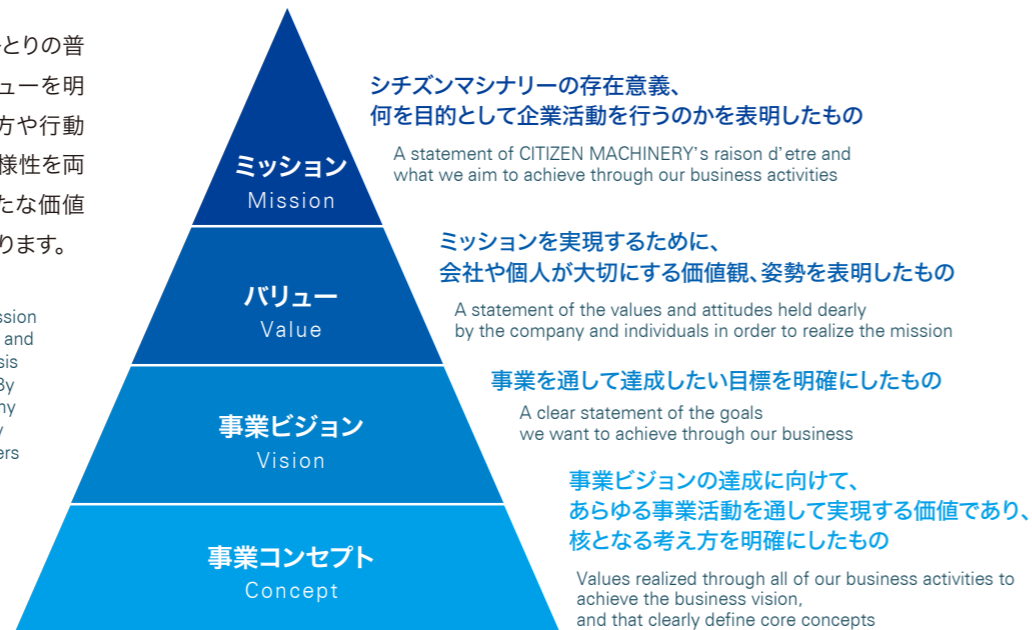 とりの普
ューを明
方や行動
様性を両
たな価値
ります。
ssion
and
sis
By
ny
ers
ミッション
Mission
シチズンマシナリーの存在意義、
何を目的として企業活動を行うのかを表明したもの
A statement of CITIZEN MACHINERY's raison d'etre and
what we aim to achieve through our business activities
バリュー
Value
ミッションを実現するために、
会社や個人が大切にする価値観、姿勢を表明したもの
A statement of the values and attitudes held dearly
by the company and individuals in order to realize the mission
事業ビジョン
Vision
事業を通して達成したい目標を明確にしたもの
A clear statement of the goals
we want to achieve through our business
事業コンセプト
Concept
事業ビジョンの達成に向けて、
あらゆる事業活動を通して実現する価値であり、
核となる考え方を明確にしたもの
Values realized through all of our business activities to
achieve the business vision,
and that clearly define core concepts